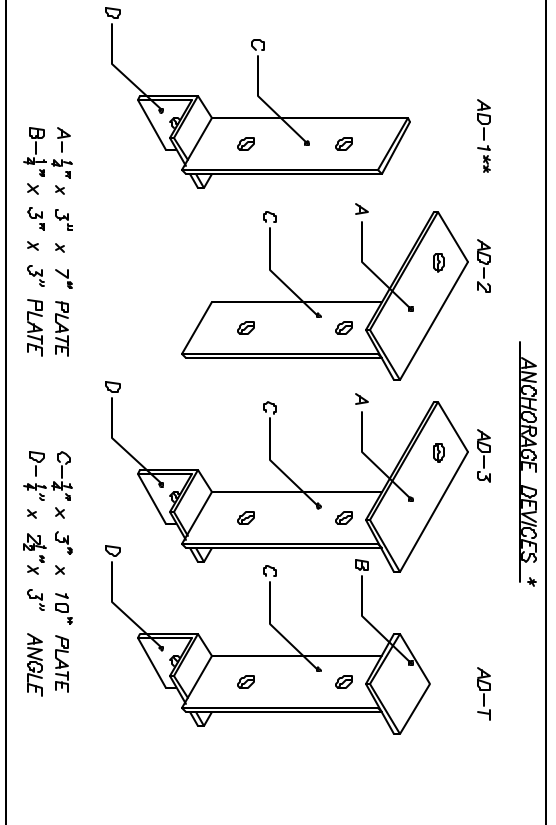 ANCHORAGE DEVICES *
AD-1** AD-2 AD-3 AD-T
C
D
A
C
A
C
D
B
C
D
A-½" x 3" x 7" PLATE
B-¼" x 3" x 3" PLATE
C-¼" x 3" x 10" PLATE
D-¼" x 2½" x 3" ANGLE